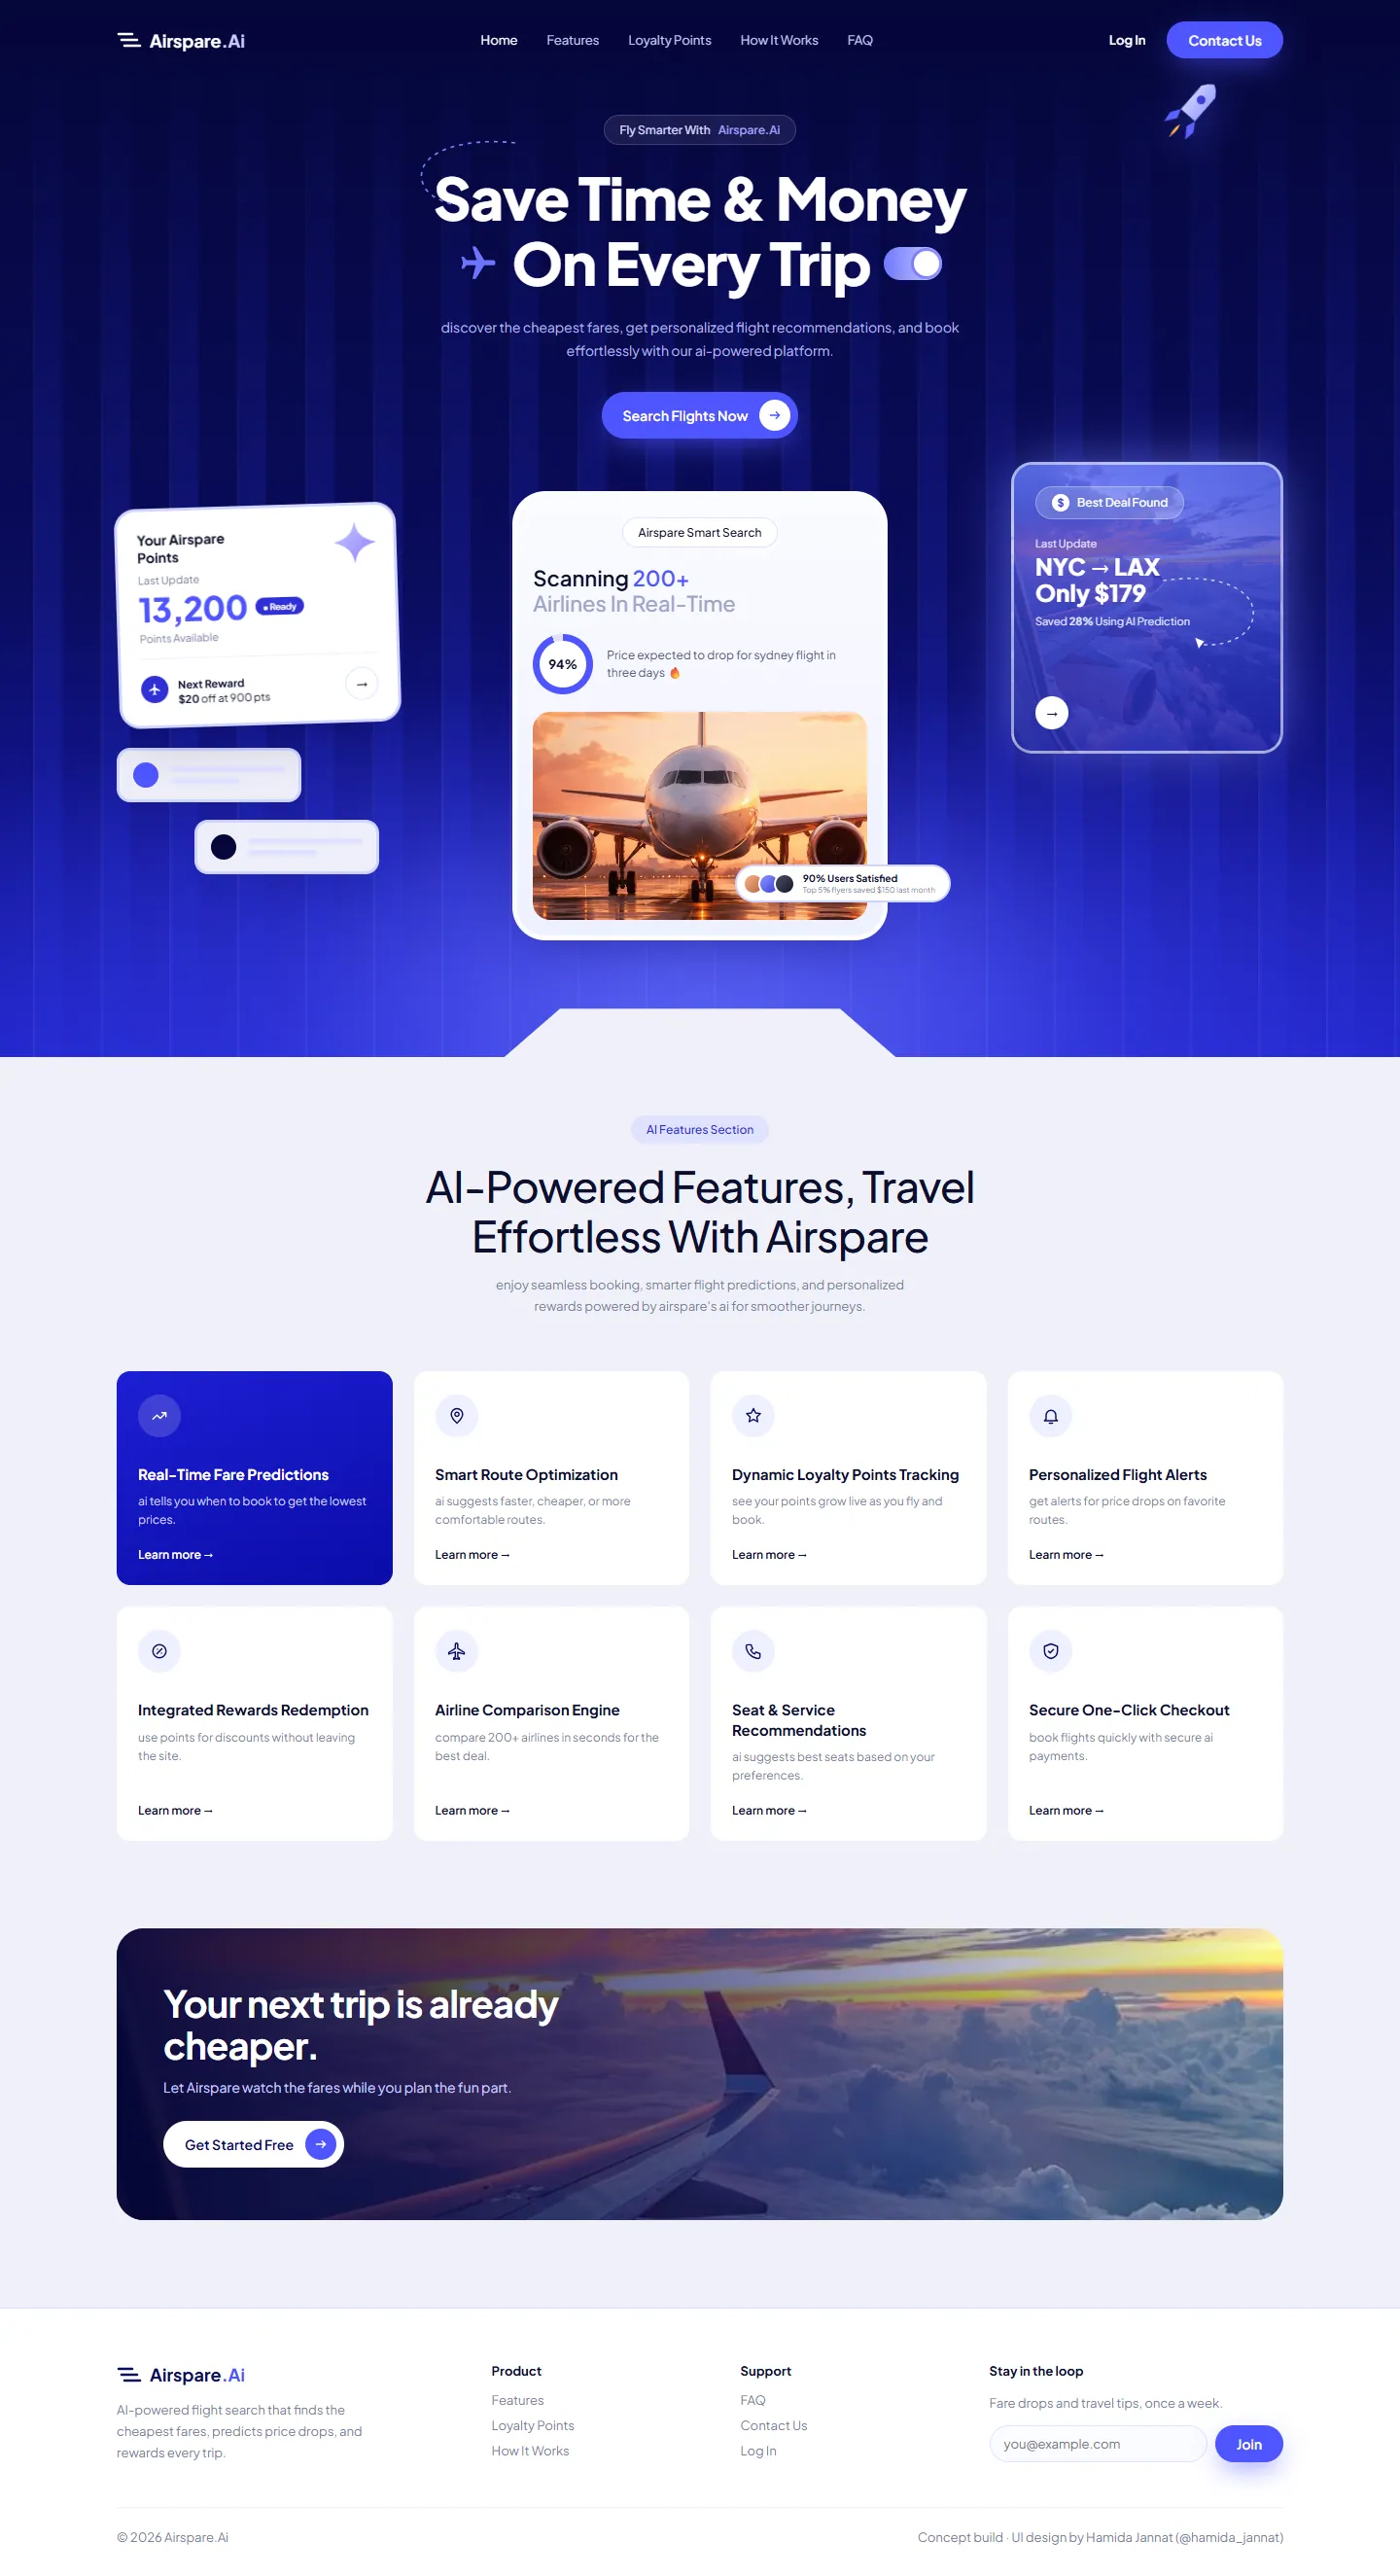 Airspare.Ai
Home
Features
Loyalty Points
How It Works
FAQ
Log In
Contact Us
Fly Smarter With Airspare.Ai
Save Time & Money
On Every Trip
discover the cheapest fares, get personalized flight recommendations, and book
effortlessly with our ai-powered platform.
Search Flights Now →
Your Airspare
Points
Last Update
13,200
Ready
Points Available
Next Reward
$20 off at 900 pts
→
Airspare Smart Search
Scanning 200+
Airlines In Real-Time
94%
Price expected to drop for sydney flight in
three days 🔥
90% Users Satisfied
Top 5% flyers saved $150 last month
$ Best Deal Found
Last Update
NYC → LAX
Only $179
Saved 28% Using AI Prediction
→
AI Features Section
AI-Powered Features, Travel
Effortless With Airspare
enjoy seamless booking, smarter flight predictions, and personalized
rewards powered by airspare's ai for smoother journeys.
Real-Time Fare Predictions
ai tells you when to book to get the lowest
prices.
Learn more →
Smart Route Optimization
ai suggests faster, cheaper, or more
comfortable routes.
Learn more →
Dynamic Loyalty Points Tracking
see your points grow live as you fly and
book.
Learn more →
Personalized Flight Alerts
get alerts for price drops on favorite
routes.
Learn more →
Integrated Rewards Redemption
use points for discounts without leaving
the site.
Learn more →
Airline Comparison Engine
compare 200+ airlines in seconds for the
best deal.
Learn more →
Seat & Service
Recommendations
ai suggests best seats based on your
preferences.
Learn more →
Secure One-Click Checkout
book flights quickly with secure ai
payments.
Learn more →
Your next trip is already
cheaper.
Let Airspare watch the fares while you plan the fun part.
Get Started Free →
Airspare.Ai
AI-powered flight search that finds the
cheapest fares, predicts price drops, and
rewards every trip.
Product
Features
Loyalty Points
How It Works
Support
FAQ
Contact Us
Log In
Stay in the loop
Fare drops and travel tips, once a week.
you@example.com
Join
© 2026 Airspare.Ai
Concept build · UI design by Hamida Jannat (@hamida_jannat)